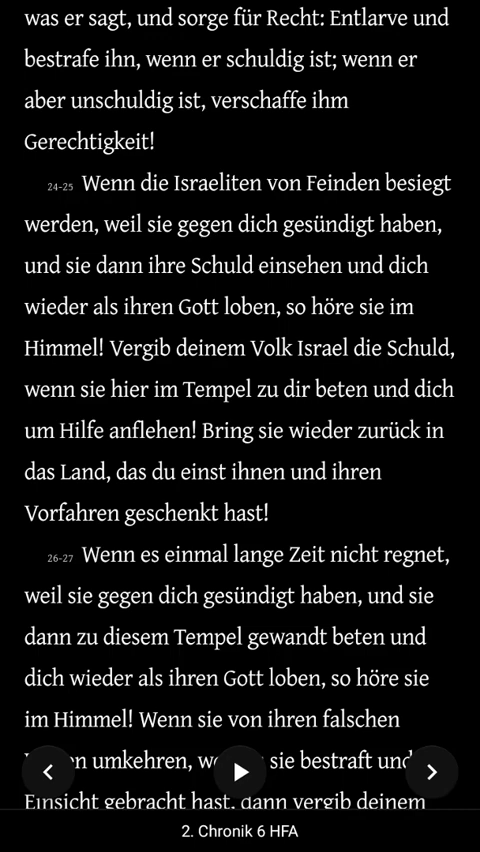 was er sagt, und sorge für Recht: Entlarve und
bestrafe ihn, wenn er schuldig ist; wenn er
aber unschuldig ist, verschaffe ihm
Gerechtigkeit!
24-25 Wenn die Israeliten von Feinden besiegt
werden, weil sie gegen dich gesündigt haben,
und sie dann ihre Schuld einsehen und dich
wieder als ihren Gott loben, so höre sie im
Himmel! Vergib deinem Volk Israel die Schuld,
wenn sie hier im Tempel zu dir beten und dich
um Hilfe anflehen! Bring sie wieder zurück in
das Land, das du einst ihnen und ihren
Vorfahren geschenkt hast!
26-27 Wenn es einmal lange Zeit nicht regnet,
weil sie gegen dich gesündigt haben, und sie
dann zu diesem Tempel gewandt beten und
dich wieder als ihren Gott loben, so höre sie
im Himmel! Wenn sie von ihren falschen
umkehren, sie bestraft und
Einsicht gebracht hast, dann vergib deinem
2. Chronik 6 HFA